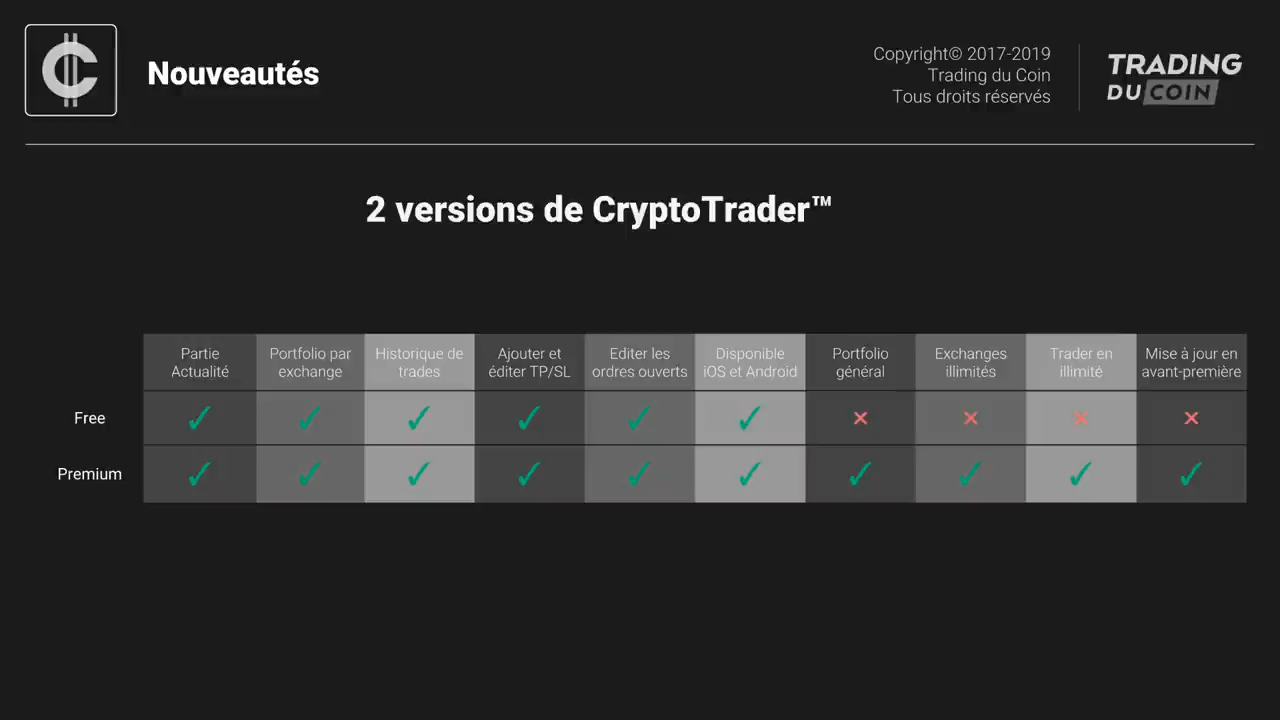 Nouveautés
Copyright© 2017-2019
Trading du Coin
Tous droits réservés
TRADING
DU COIN
2 versions de CryptoTrader™
Partie
Actualité
Portfolio par
exchange
Historique de
trades
Ajouter et
éditer TP/SL
Editer les
ordres ouverts
Disponible
iOS et Android
Portfolio
général
Exchanges
illimités
Trader en
illimité
Mise à jour en
avant-première
Free
Premium